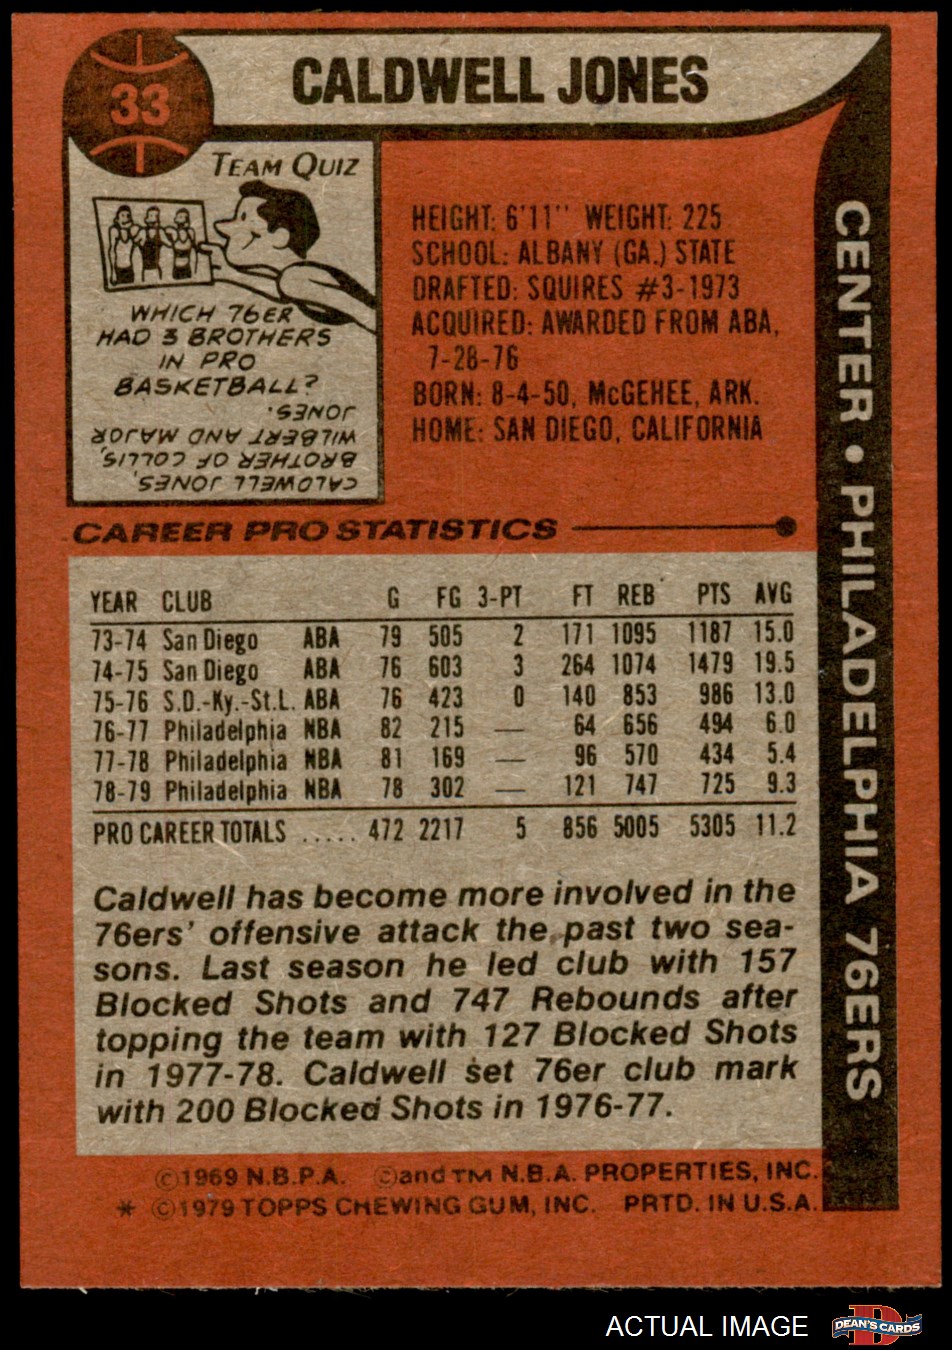 33
CALDWELL JONES
TEAM QUIZ
WHICH 76ER
HAD 3 BROTHERS
IN PRO
BASKETBALL?
CALDWELL JONES,
BROTHER OF COLLIS,
WILBERT AND MAJOR
JONES.
HEIGHT: 6'11" WEIGHT: 225
SCHOOL: ALBANY (GA.) STATE
DRAFTED: SQUIRES #3-1973
ACQUIRED: AWARDED FROM ABA,
7-28-76
BORN: 8-4-50, McGEHEE, ARK.
HOME: SAN DIEGO, CALIFORNIA
CENTER • PHILADELPHIA 76ERS
CAREER PRO STATISTICS
YEAR CLUB G FG 3-PT FT REB PTS AVG
73-74 San Diego ABA 79 505 2 171 1095 1187 15.0
74-75 San Diego ABA 76 603 3 264 1074 1479 19.5
75-76 S.D.-Ky.-St.L. ABA 76 423 0 140 853 986 13.0
76-77 Philadelphia NBA 82 215 — 64 656 494 6.0
77-78 Philadelphia NBA 81 169 — 96 570 434 5.4
78-79 Philadelphia NBA 78 302 — 121 747 725 9.3
PRO CAREER TOTALS ..... 472 2217 5 856 5005 5305 11.2
Caldwell has become more involved in the
76ers' offensive attack the past two sea-
sons. Last season he led club with 157
Blocked Shots and 747 Rebounds after
topping the team with 127 Blocked Shots
in 1977-78. Caldwell set 76er club mark
with 200 Blocked Shots in 1976-77.
©1969 N.B.P.A. ©and TM N.B.A. PROPERTIES, INC.
* ©1979 TOPPS CHEWING GUM, INC. PRTD. IN U.S.A.
ACTUAL IMAGE
D
DEAN'S CARDS